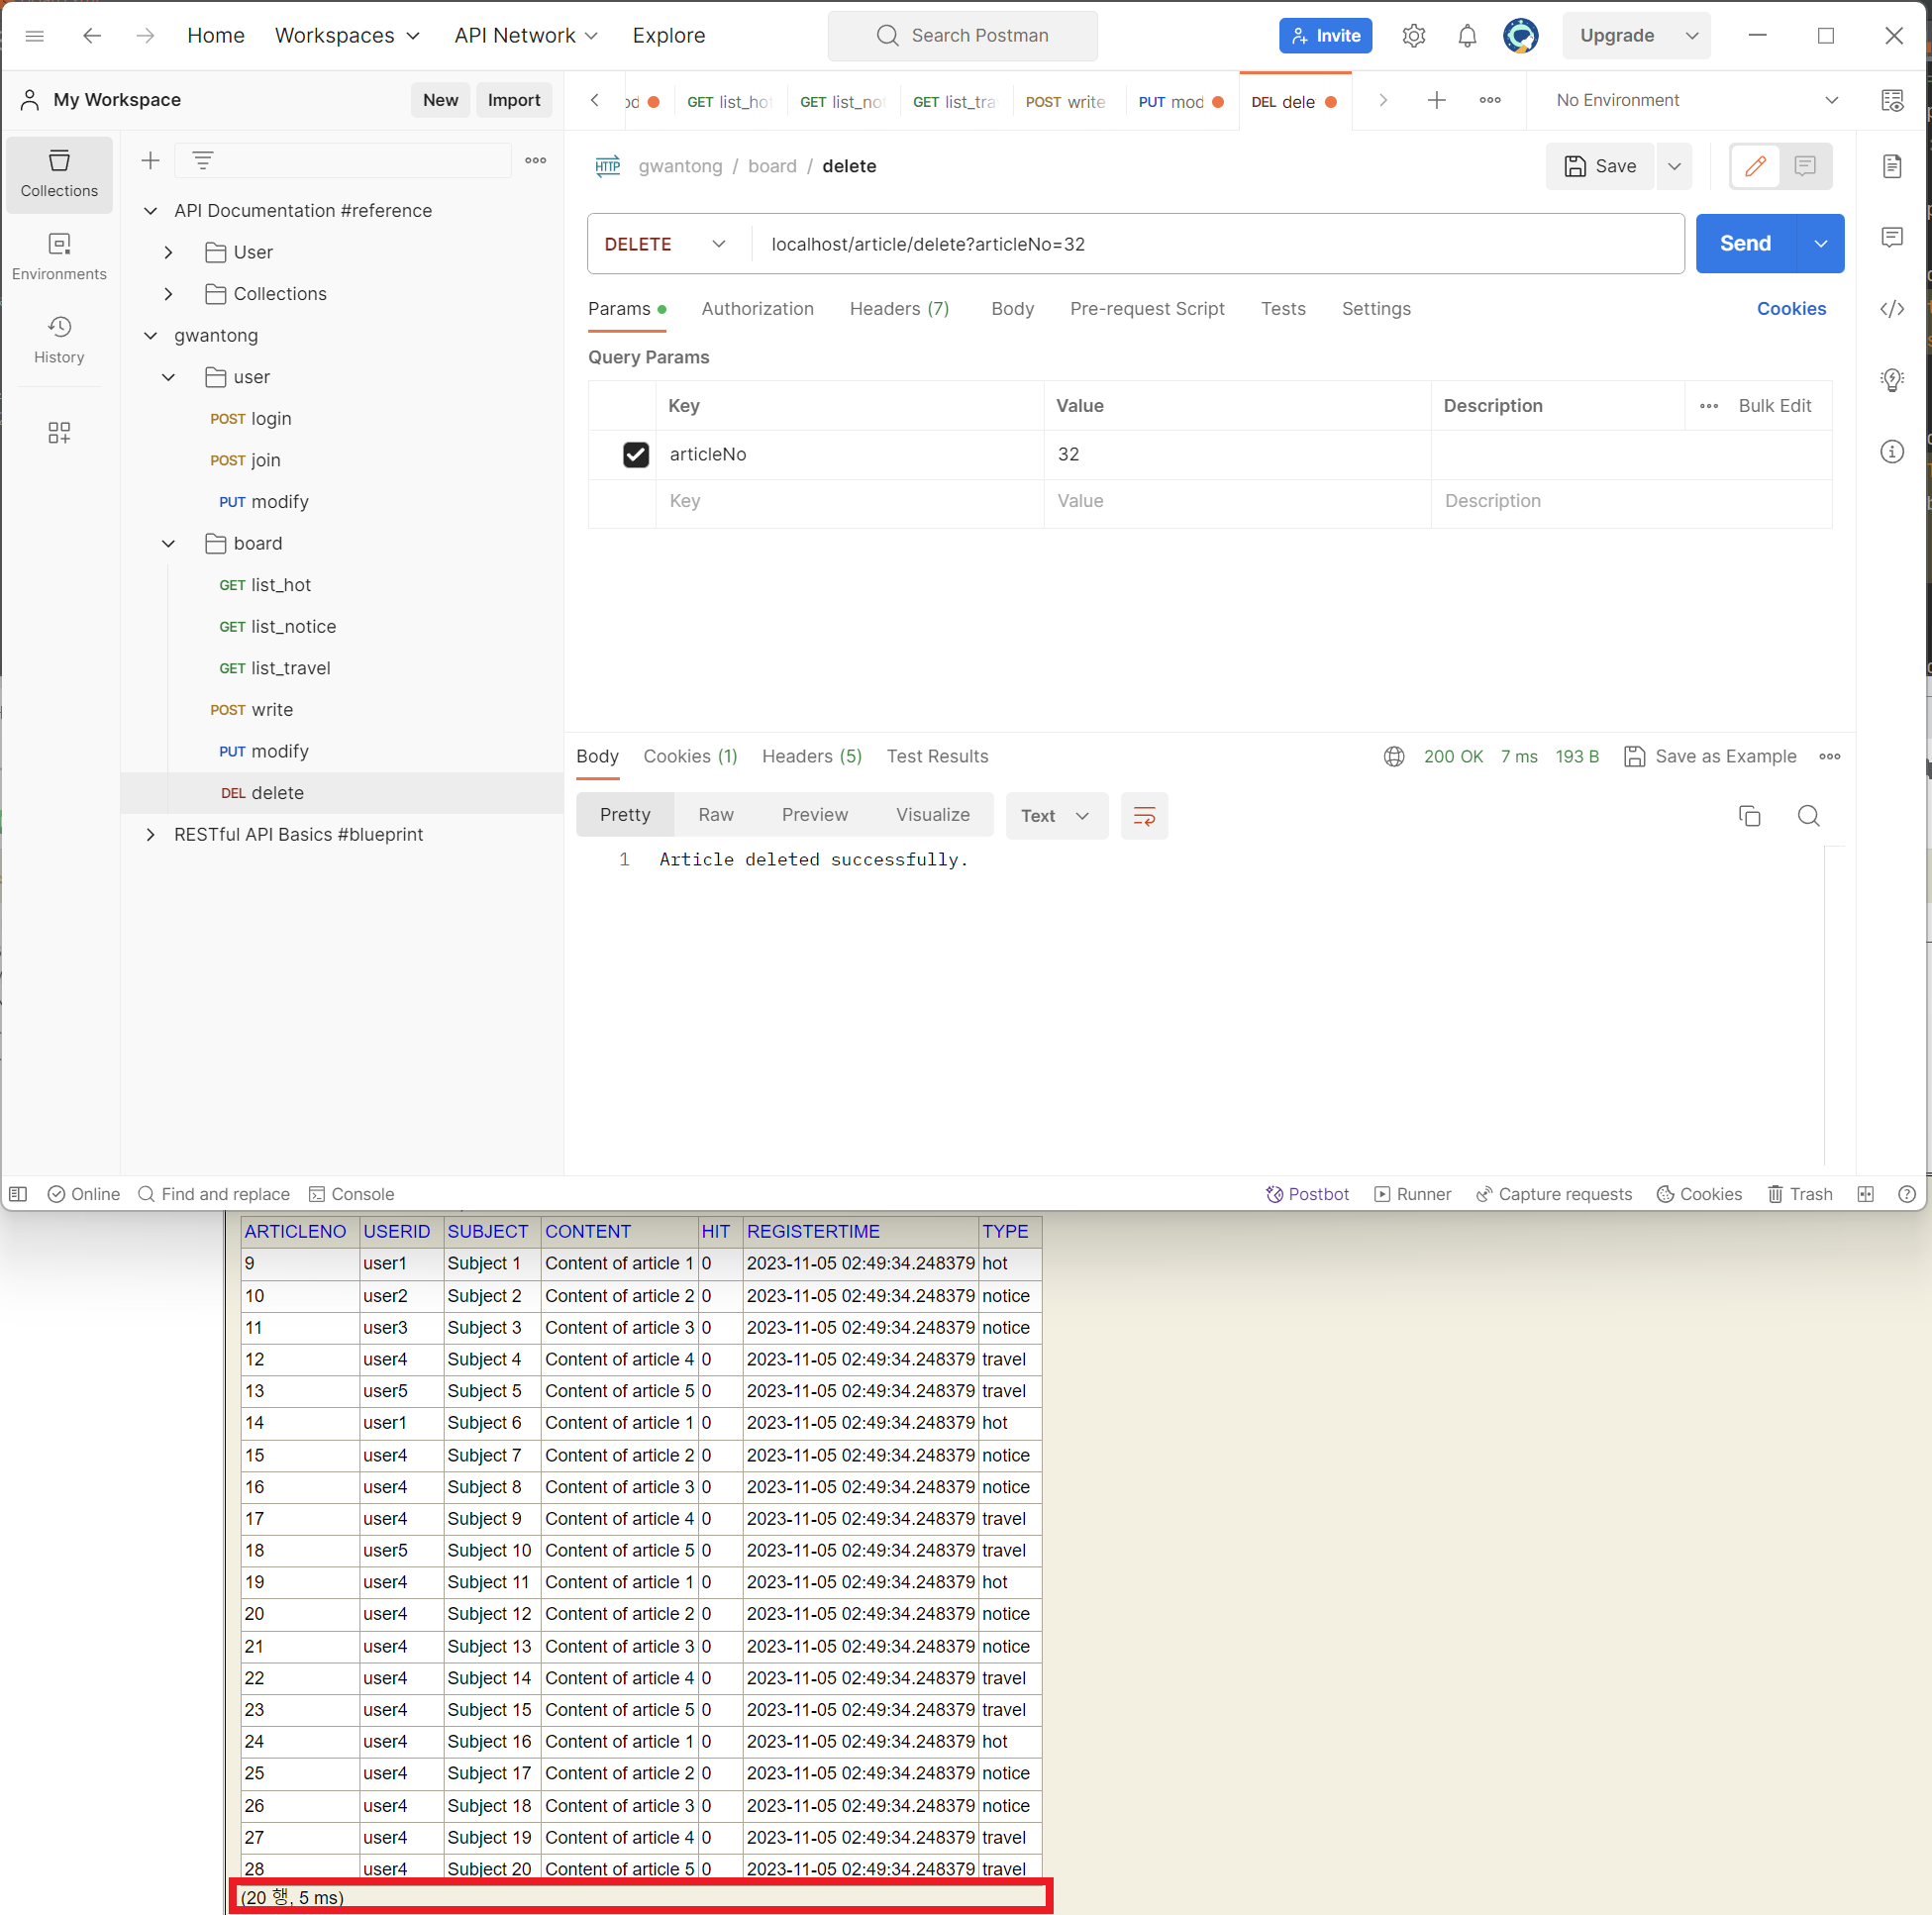 Home Workspaces API Network Explore Search Postman Invite Upgrade
My Workspace New Import
GET list_ho GET list_no GET list_tra POST write PUT mod DEL dele No Environment
Collections
Environments
History
API Documentation #reference
User
Collections
gwantong
user
POST login
POST join
PUT modify
board
GET list_hot
GET list_notice
GET list_travel
POST write
PUT modify
DEL delete
RESTful API Basics #blueprint
HTTP gwantong / board / delete Save
DELETE localhost/article/delete?articleNo=32 Send
Params Authorization Headers (7) Body Pre-request Script Tests Settings Cookies
Query Params
Key Value Description Bulk Edit
articleNo 32
Key Value Description
Body Cookies (1) Headers (5) Test Results 200 OK 7 ms 193 B Save as Example
Pretty Raw Preview Visualize Text
1 Article deleted successfully.
Online Find and replace Console Postbot Runner Capture requests Cookies Trash
ARTICLENO USERID SUBJECT CONTENT HIT REGISTERTIME TYPE
9 user1 Subject 1 Content of article 1 0 2023-11-05 02:49:34.248379 hot
10 user2 Subject 2 Content of article 2 0 2023-11-05 02:49:34.248379 notice
11 user3 Subject 3 Content of article 3 0 2023-11-05 02:49:34.248379 notice
12 user4 Subject 4 Content of article 4 0 2023-11-05 02:49:34.248379 travel
13 user5 Subject 5 Content of article 5 0 2023-11-05 02:49:34.248379 travel
14 user1 Subject 6 Content of article 1 0 2023-11-05 02:49:34.248379 hot
15 user4 Subject 7 Content of article 2 0 2023-11-05 02:49:34.248379 notice
16 user4 Subject 8 Content of article 3 0 2023-11-05 02:49:34.248379 notice
17 user4 Subject 9 Content of article 4 0 2023-11-05 02:49:34.248379 travel
18 user5 Subject 10 Content of article 5 0 2023-11-05 02:49:34.248379 travel
19 user4 Subject 11 Content of article 1 0 2023-11-05 02:49:34.248379 hot
20 user4 Subject 12 Content of article 2 0 2023-11-05 02:49:34.248379 notice
21 user4 Subject 13 Content of article 3 0 2023-11-05 02:49:34.248379 notice
22 user4 Subject 14 Content of article 4 0 2023-11-05 02:49:34.248379 travel
23 user4 Subject 15 Content of article 5 0 2023-11-05 02:49:34.248379 travel
24 user4 Subject 16 Content of article 1 0 2023-11-05 02:49:34.248379 hot
25 user4 Subject 17 Content of article 2 0 2023-11-05 02:49:34.248379 notice
26 user4 Subject 18 Content of article 3 0 2023-11-05 02:49:34.248379 notice
27 user4 Subject 19 Content of article 4 0 2023-11-05 02:49:34.248379 travel
28 user4 Subject 20 Content of article 5 0 2023-11-05 02:49:34.248379 travel
(20 행, 5 ms)